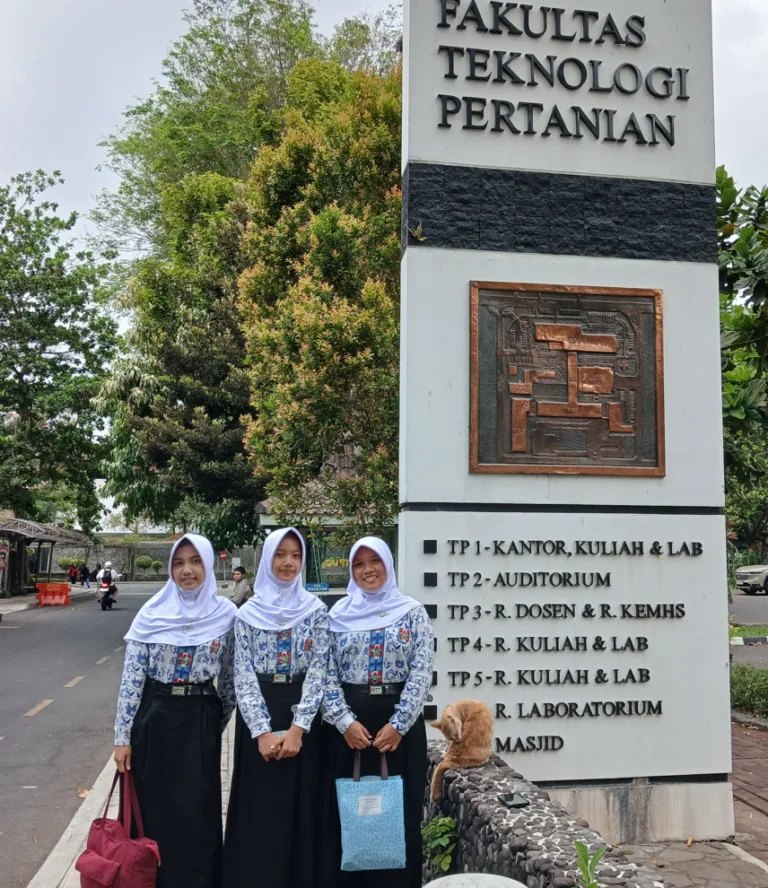 FAKULTAS
TEKNOLOGI
PERTANIAN
TP 1 - KANTOR, KULIAH & LAB
TP 2 - AUDITORIUM
TP 3 - R. DOSEN & R. KEMHS
TP 4 - R. KULIAH & LAB
TP 5 - R. KULIAH & LAB
R. LABORATORIUM
MASJID